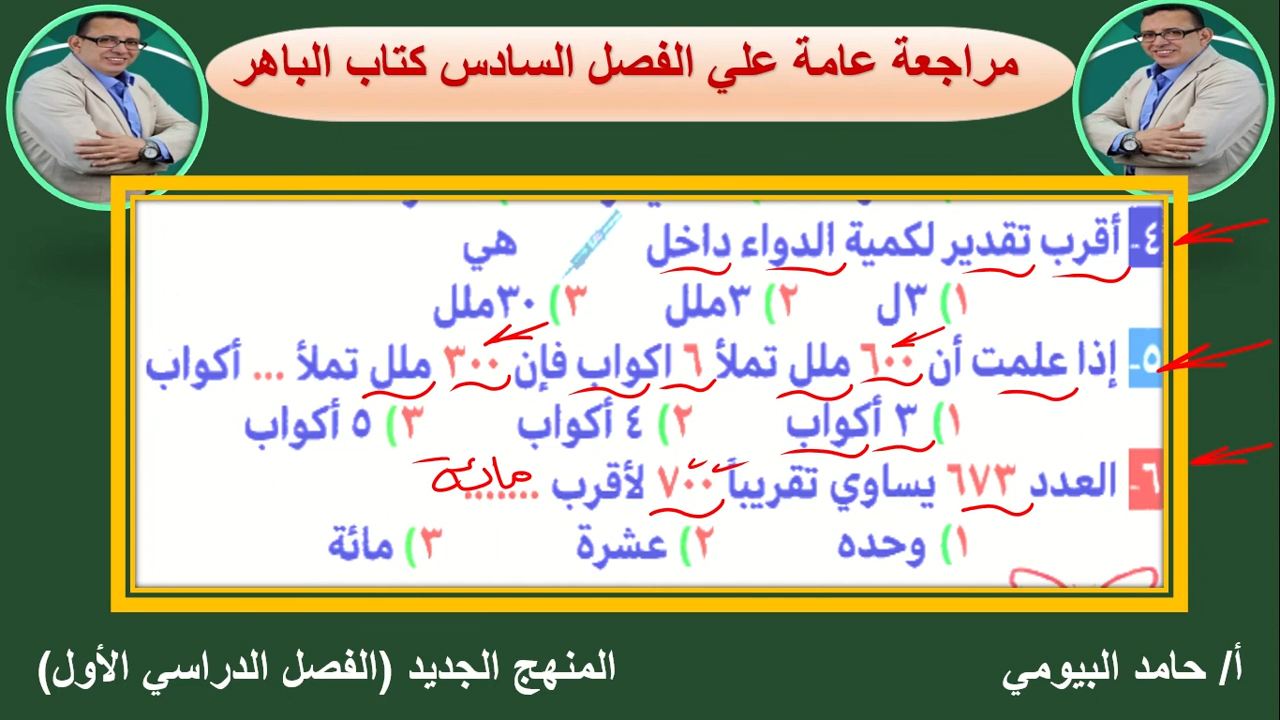 مراجعة عامة علي الفصل السادس كتاب الباهر
٤- أقرب تقدير لكمية الدواء داخل هي
١) ٣ل ٢) ٣ملل ٣) ٣٠ملل
٥- إذا علمت أن ٦٠٠ ملل تملأ ٦ اكواب فإن ٣٠٠ ملل تملأ ... أكواب
١) ٣ أكواب ٢) ٤ أكواب ٣) ٥ أكواب
٦- العدد ٦٧٣ يساوي تقريباً ٧٠٠ لأقرب ....... مائة
١) وحده ٢) عشرة ٣) مائة
أ/ حامد البيومي المنهج الجديد (الفصل الدراسي الأول)